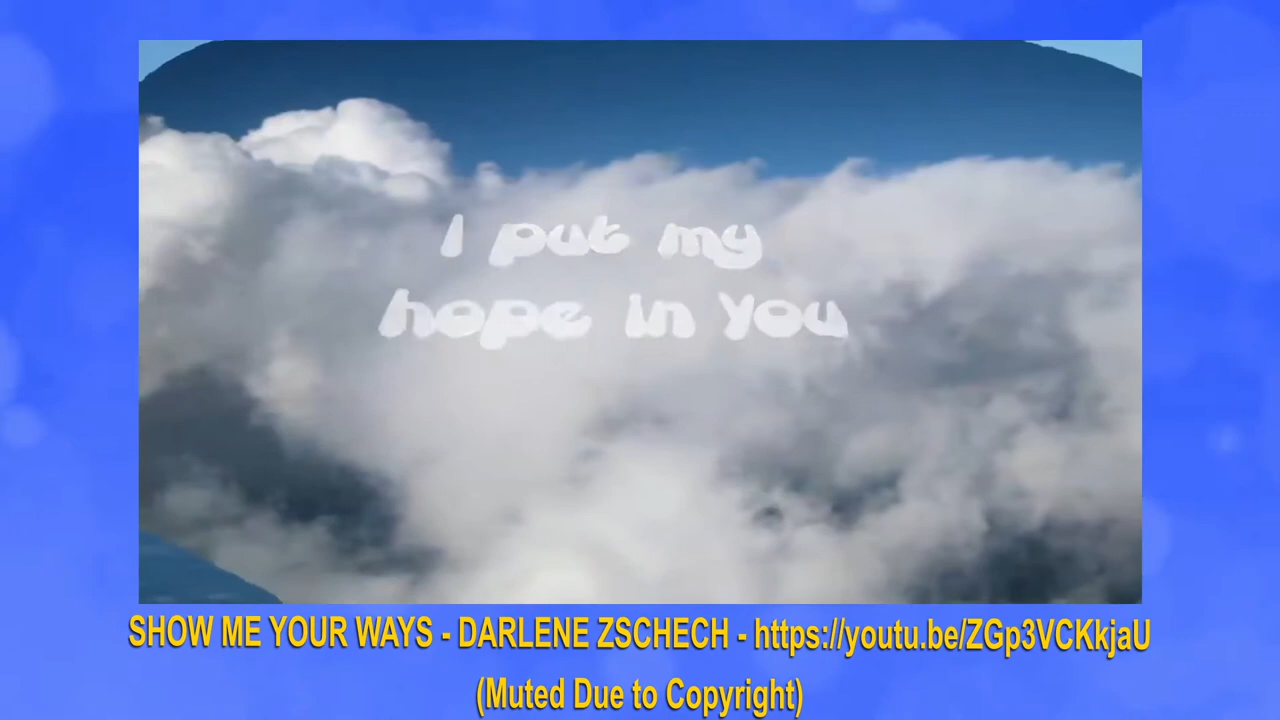 I put my
hope in You
SHOW ME YOUR WAYS - DARLENE ZSCHECH - https://youtu.be/ZGp3VCKkjaU
(Muted Due to Copyright)